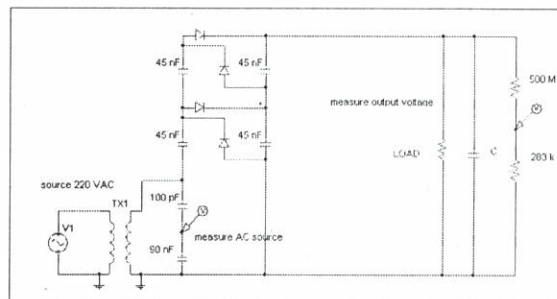 45 nF
45 nF
500 M
measure output voltage
45 nF
45 nF
LOAD
C
283 k
source 220 VAC
TX1
100 pF
V1
measure AC source
90 nF